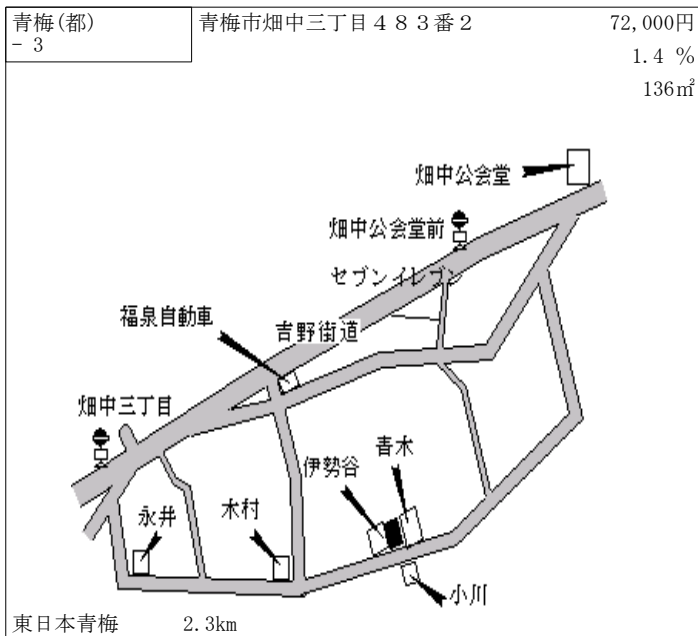 青梅(都)
- 3
青梅市畑中三丁目４８３番２
72,000円
1.4 %
136㎡
畑中公会堂
畑中公会堂前
セブンイレブン
福泉自動車
吉野街道
畑中三丁目
青木
伊勢谷
木村
永井
小川
東日本青梅 2.3km